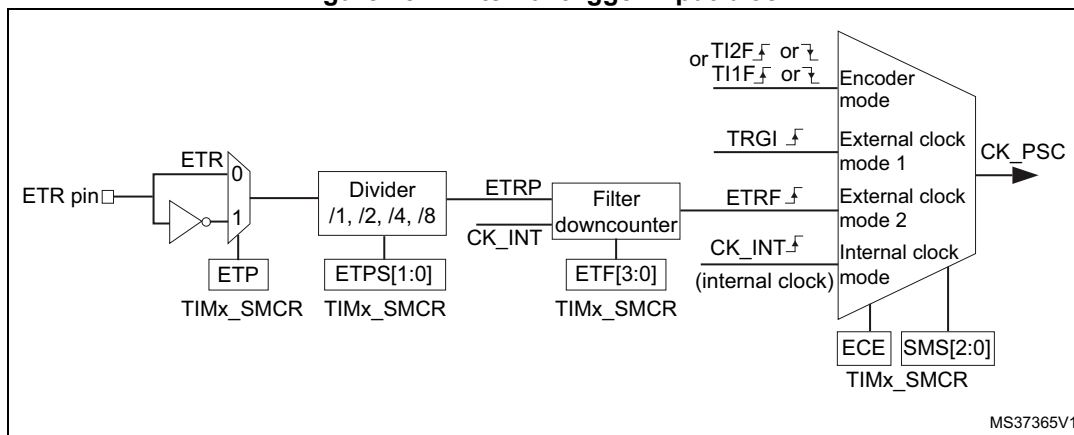 or TI2F or
TI1F or
Encoder
mode
TRGI
External clock
mode 1
CK_PSC
ETR
0
ETR pin
1
Divider
/1, /2, /4, /8
ETRP
CK_INT
Filter
downcounter
ETRF
External clock
mode 2
CK_INT
(internal clock)
Internal clock
mode
ETP
TIMx_SMCR
ETPS[1:0]
TIMx_SMCR
ETF[3:0]
TIMx_SMCR
ECE
SMS[2:0]
TIMx_SMCR
MS37365V1